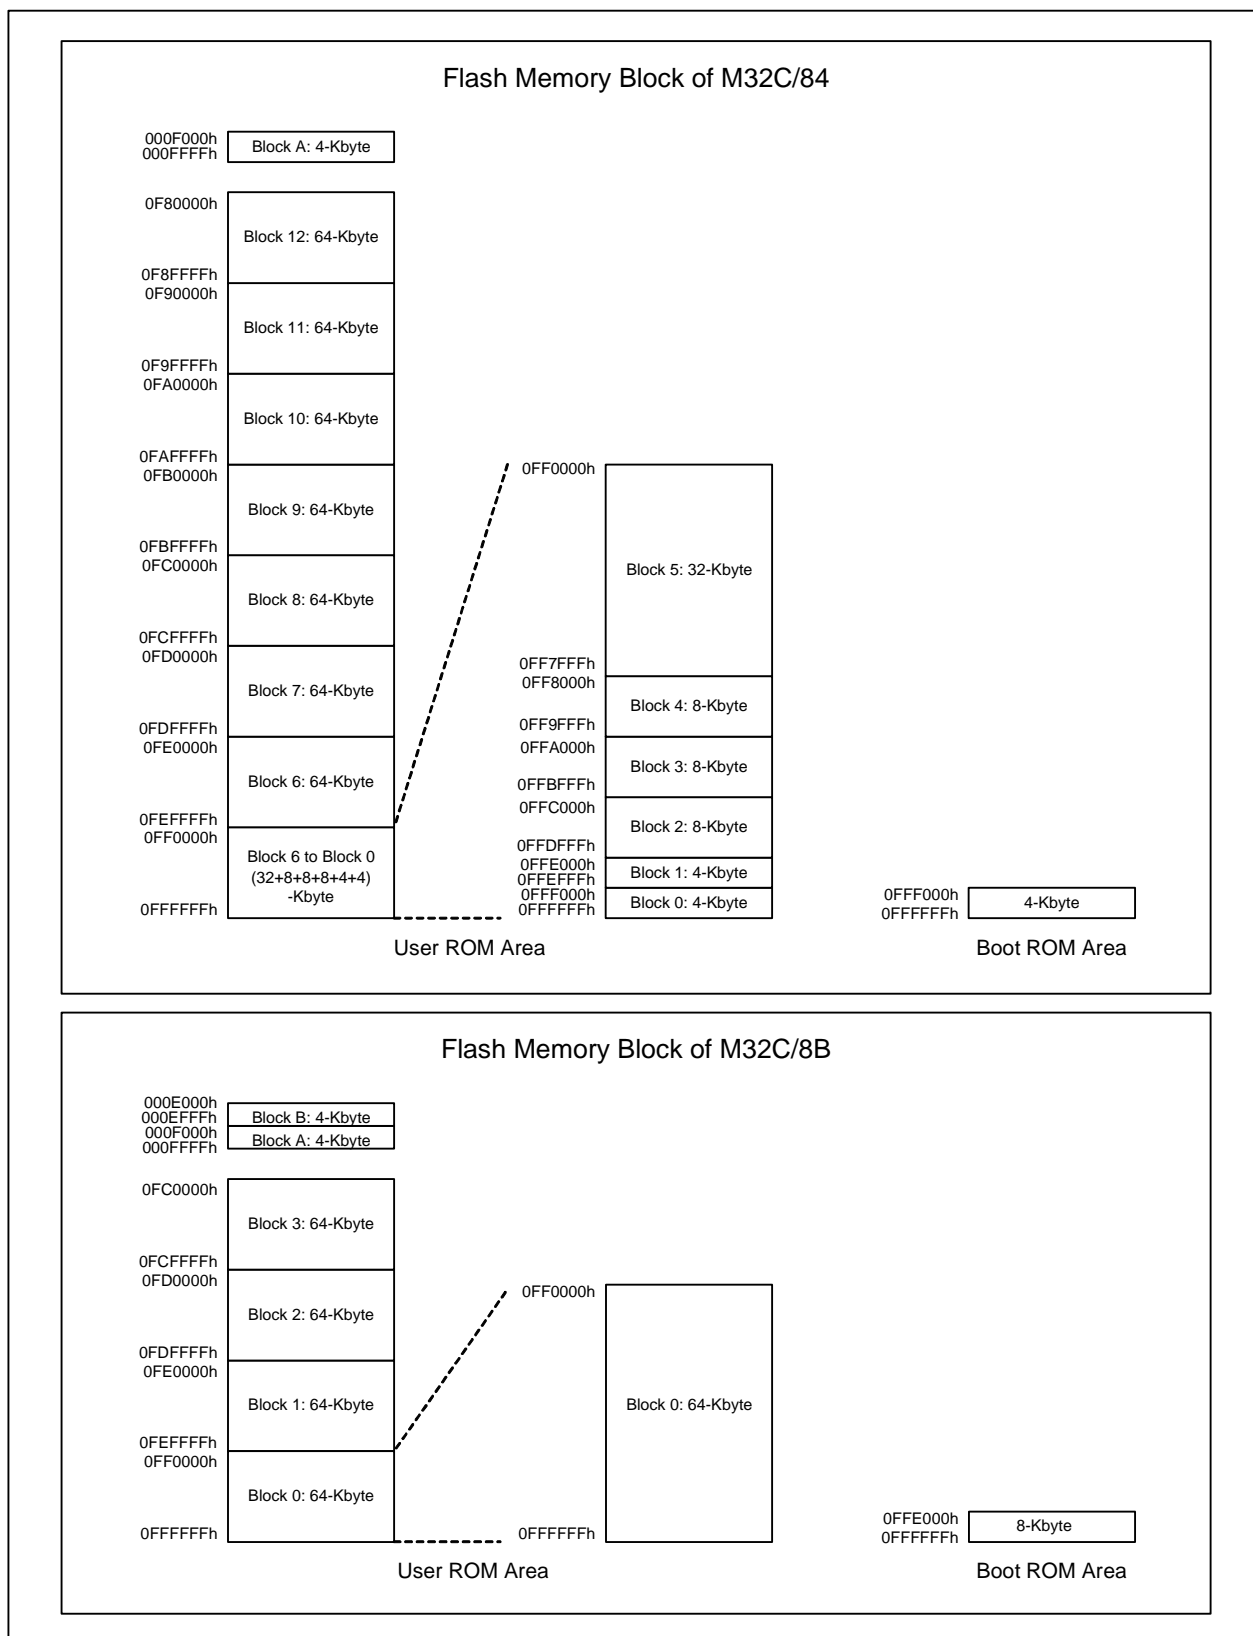 Flash Memory Block of M32C/84
000F000h
000FFFFh
Block A: 4-Kbyte
0F80000h
Block 12: 64-Kbyte
0F8FFFFh
0F90000h
Block 11: 64-Kbyte
0F9FFFFh
0FA0000h
Block 10: 64-Kbyte
0FAFFFFh
0FB0000h
Block 9: 64-Kbyte
0FBFFFFh
0FC0000h
Block 8: 64-Kbyte
0FCFFFFh
0FD0000h
Block 7: 64-Kbyte
0FDFFFFh
0FE0000h
Block 6: 64-Kbyte
0FEFFFFh
0FF0000h
Block 6 to Block 0
(32+8+8+8+4+4)
-Kbyte
0FFFFFFh
0FF0000h
Block 5: 32-Kbyte
0FF7FFFh
0FF8000h
Block 4: 8-Kbyte
0FF9FFFh
0FFA000h
Block 3: 8-Kbyte
0FFBFFFh
0FFC000h
Block 2: 8-Kbyte
0FFDFFFh
0FFE000h
Block 1: 4-Kbyte
0FFEFFFh
0FFF000h
Block 0: 4-Kbyte
0FFFFFFh
User ROM Area
0FFF000h
4-Kbyte
0FFFFFFh
Boot ROM Area
Flash Memory Block of M32C/8B
000E000h
000EFFFh
Block B: 4-Kbyte
000F000h
Block A: 4-Kbyte
000FFFFh
0FC0000h
Block 3: 64-Kbyte
0FCFFFFh
0FD0000h
Block 2: 64-Kbyte
0FDFFFFh
0FE0000h
Block 1: 64-Kbyte
0FEFFFFh
0FF0000h
Block 0: 64-Kbyte
0FFFFFFh
0FF0000h
Block 0: 64-Kbyte
0FFFFFFh
User ROM Area
0FFE000h
8-Kbyte
0FFFFFFh
Boot ROM Area